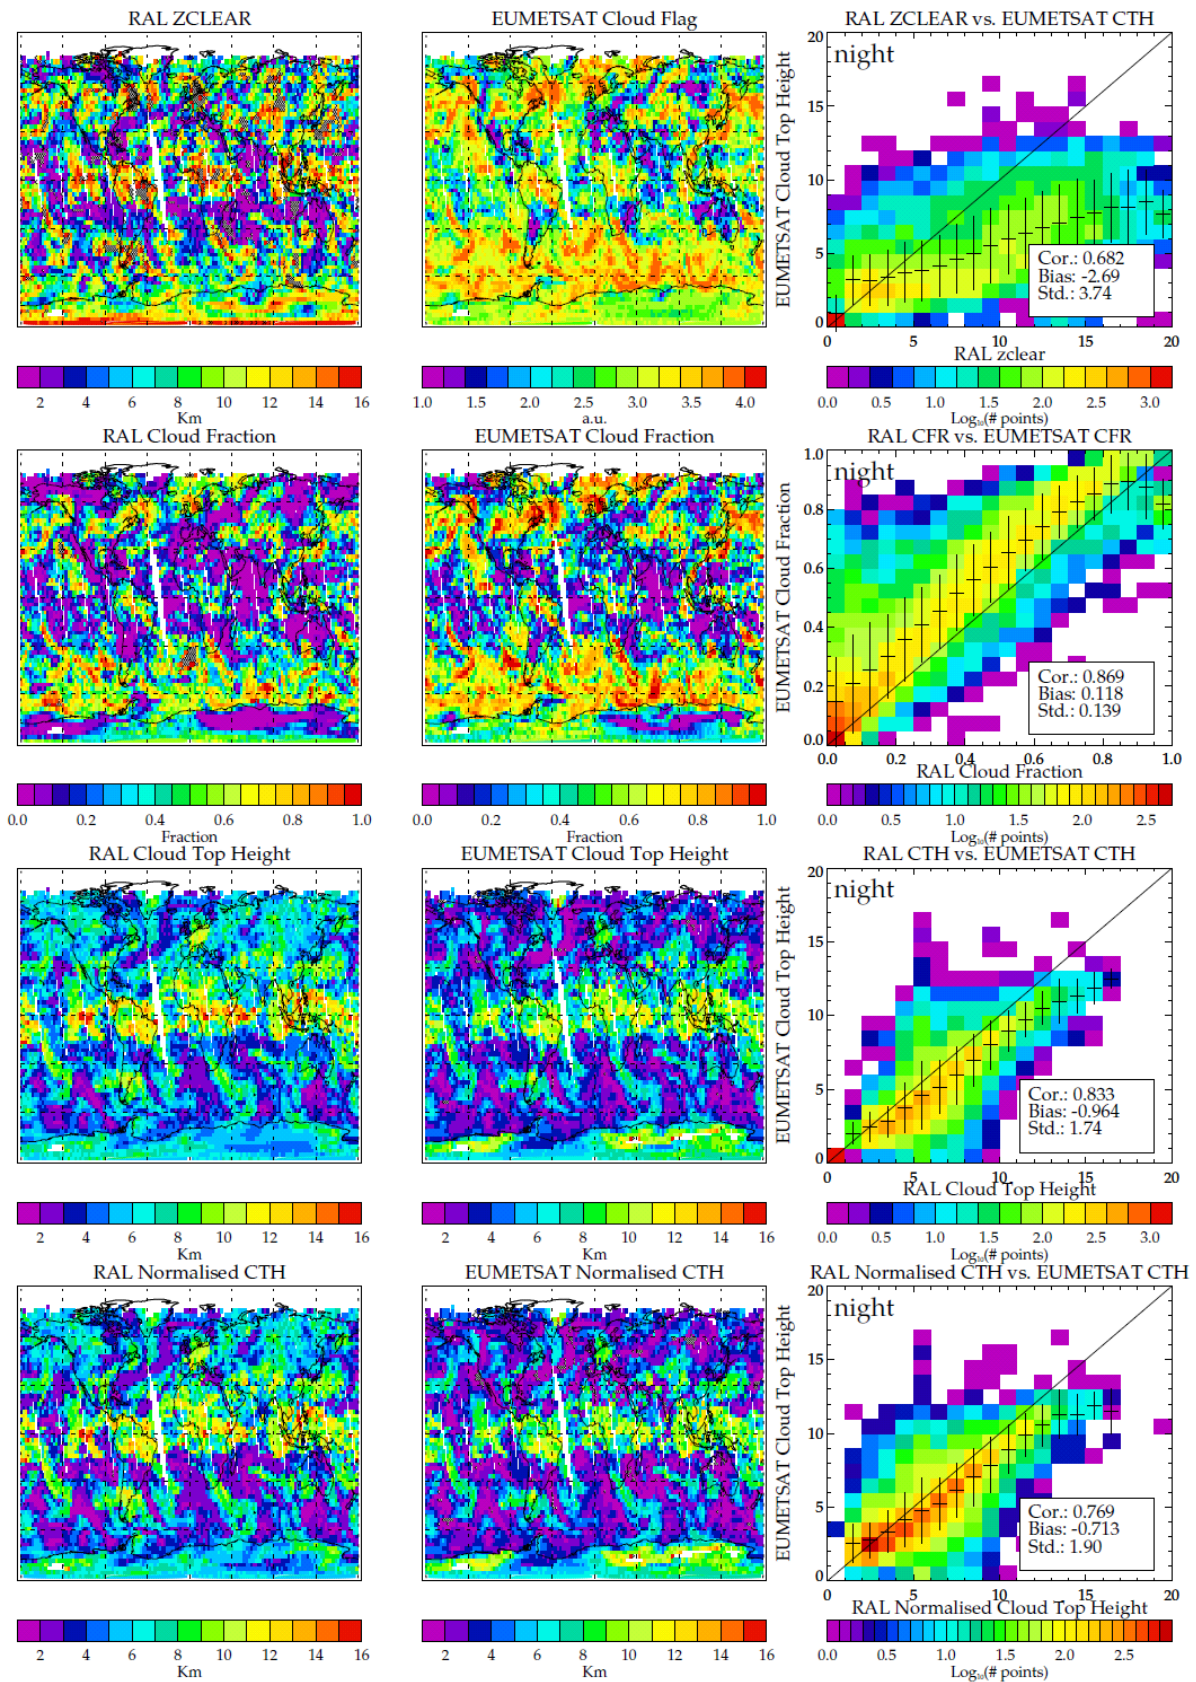 RAL ZCLEAR
EUMETSAT Cloud Flag
RAL ZCLEAR vs. EUMETSAT CTH
night
EUMETSAT Cloud Top Height
20
15
10
5
0
Cor.: 0.682
Bias: -2.69
Std.: 3.74
5 10 15 20
RAL zclear
2 4 6 8 10 12 14 16
Km
1.0 1.5 2.0 2.5 3.0 3.5 4.0
a.u.
0.0 0.5 1.0 1.5 2.0 2.5 3.0
Log₁₀(# points)
RAL Cloud Fraction
EUMETSAT Cloud Fraction
RAL CFR vs. EUMETSAT CFR
night
EUMETSAT Cloud Fraction
1.0
0.8
0.6
0.4
0.2
0.0
Cor.: 0.869
Bias: 0.118
Std.: 0.139
0.0 0.2 0.4 0.6 0.8 1.0
RAL Cloud Fraction
0.0 0.2 0.4 0.6 0.8 1.0
Fraction
0.0 0.2 0.4 0.6 0.8 1.0
Fraction
0.0 0.5 1.0 1.5 2.0 2.5
Log₁₀(# points)
RAL Cloud Top Height
EUMETSAT Cloud Top Height
RAL CTH vs. EUMETSAT CTH
night
EUMETSAT Cloud Top Height
20
15
10
5
0
Cor.: 0.833
Bias: -0.964
Std.: 1.74
0 5 10 15 20
RAL Cloud Top Height
2 4 6 8 10 12 14 16
Km
2 4 6 8 10 12 14 16
Km
0.0 0.5 1.0 1.5 2.0 2.5 3.0
Log₁₀(# points)
RAL Normalised CTH
EUMETSAT Normalised CTH
RAL Normalised CTH vs. EUMETSAT CTH
night
EUMETSAT Cloud Top Height
20
15
10
5
0
Cor.: 0.769
Bias: -0.713
Std.: 1.90
0 5 10 15 20
RAL Normalised Cloud Top Height
2 4 6 8 10 12 14 16
Km
2 4 6 8 10 12 14 16
Km
0.0 0.5 1.0 1.5 2.0 2.5
Log₁₀(# points)